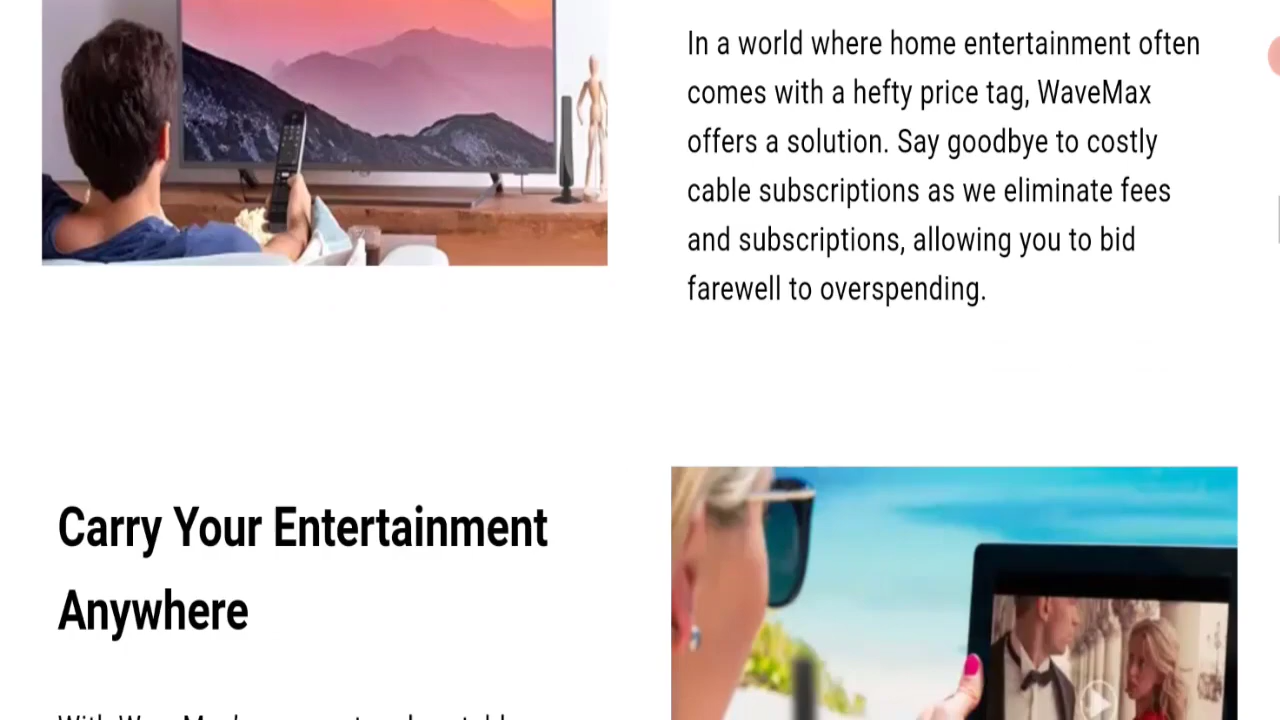 In a world where home entertainment often
comes with a hefty price tag, WaveMax
offers a solution. Say goodbye to costly
cable subscriptions as we eliminate fees
and subscriptions, allowing you to bid
farewell to overspending.
Carry Your Entertainment
Anywhere